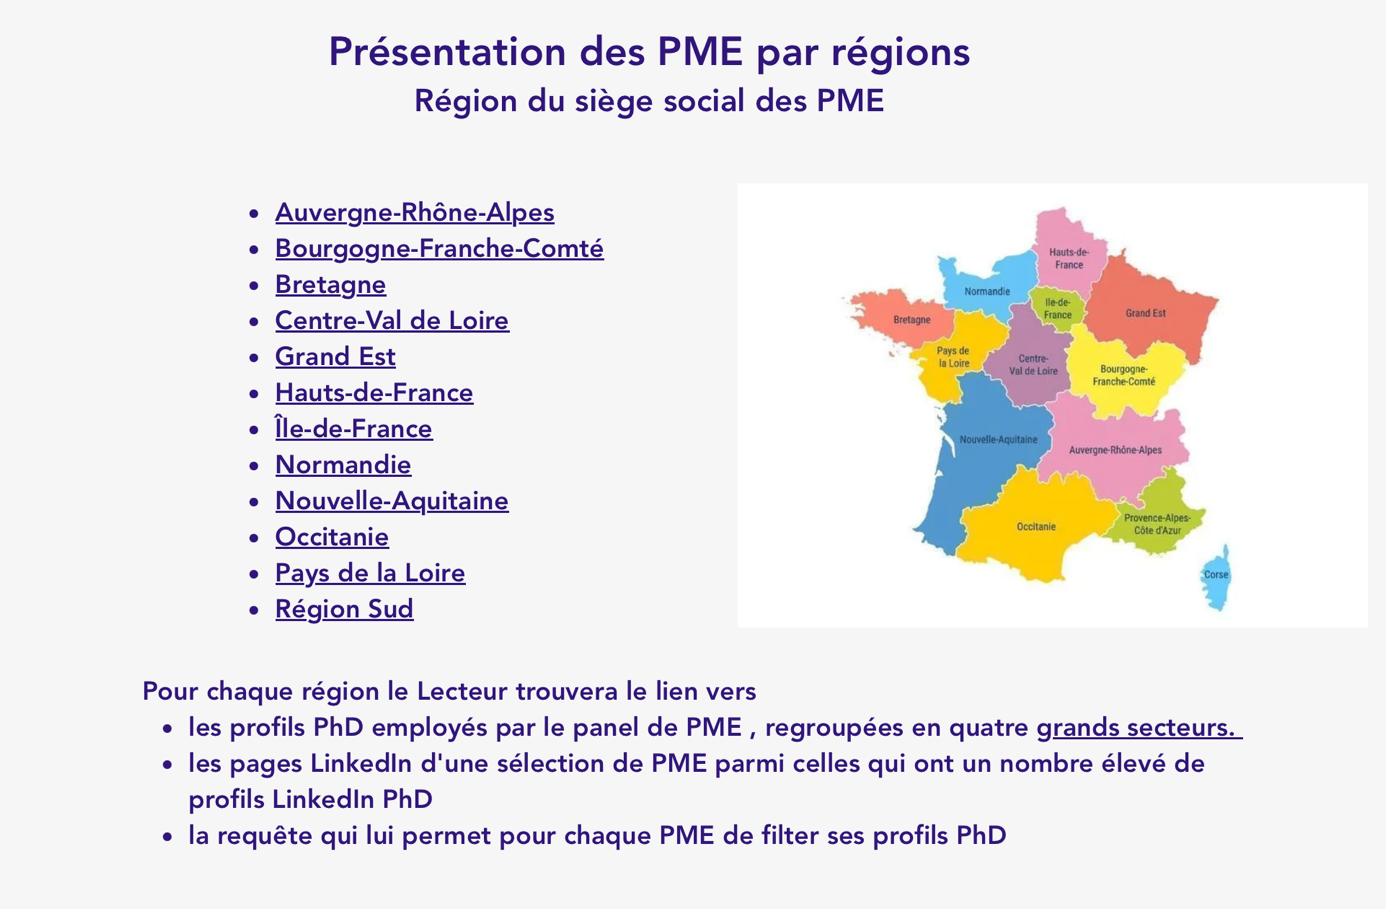 Présentation des PME par régions
Région du siège social des PME
• Auvergne-Rhône-Alpes
• Bourgogne-Franche-Comté
• Bretagne
• Centre-Val de Loire
• Grand Est
• Hauts-de-France
• Île-de-France
• Normandie
• Nouvelle-Aquitaine
• Occitanie
• Pays de la Loire
• Région Sud
Hauts-de-
France
Normandie
Ile-de-
France
Grand Est
Bretagne
Pays de
la Loire
Centre-
Val de Loire
Bourgogne-
Franche-Comté
Nouvelle-Aquitaine
Auvergne-Rhône-Alpes
Occitanie
Provence-Alpes-
Côte d'Azur
Corse
Pour chaque région le Lecteur trouvera le lien vers
• les profils PhD employés par le panel de PME , regroupées en quatre grands secteurs.
• les pages LinkedIn d'une sélection de PME parmi celles qui ont un nombre élevé de
profils LinkedIn PhD
• la requête qui lui permet pour chaque PME de filter ses profils PhD